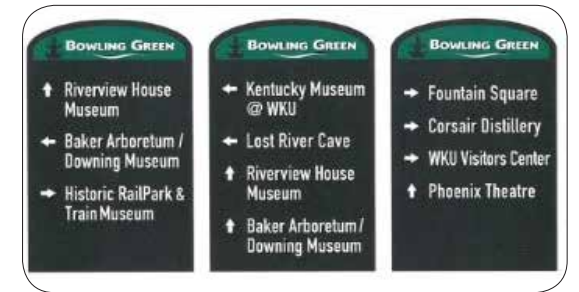 BOWLING GREEN
↑ Riverview House
Museum
← Baker Arboretum /
Downing Museum
→ Historic RailPark &
Train Museum
BOWLING GREEN
← Kentucky Museum
@ WKU
← Lost River Cave
↑ Riverview House
Museum
↑ Baker Arboretum /
Downing Museum
BOWLING GREEN
→ Fountain Square
→ Corsair Distillery
→ WKU Visitors Center
↑ Phoenix Theatre